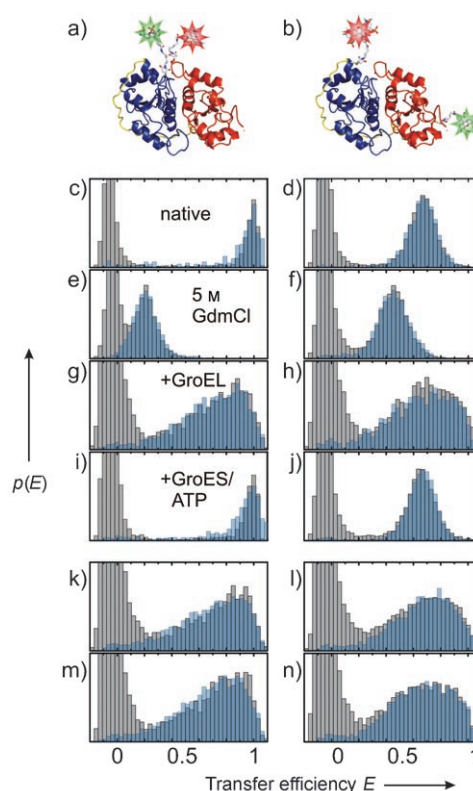 a) b)
c) native d)
e) 5 M GdmCl f)
g) +GroEL h)
i) +GroES/ATP j)
k) l)
m) n)
p(E)
0 0.5 1 0 0.5 1
Transfer efficiency E